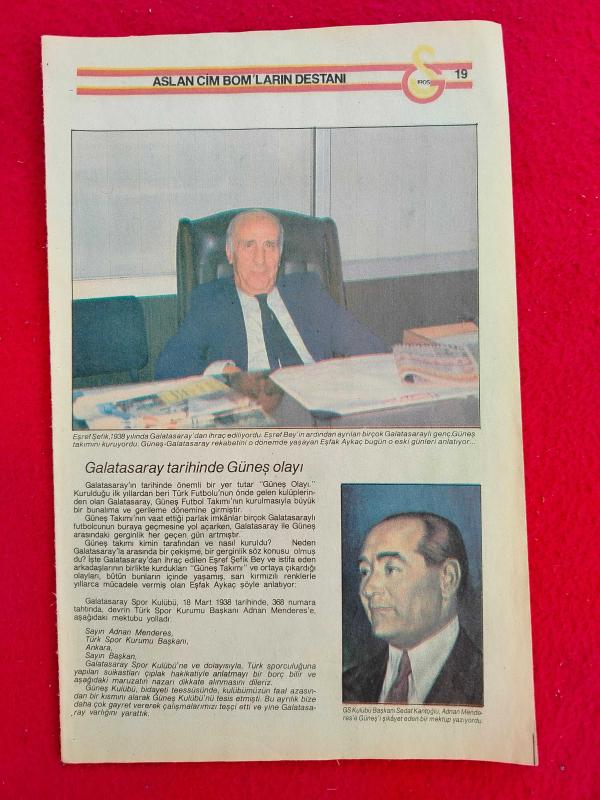 ASLAN CİM BOM'LARIN DESTANI
1905
19
Eşref Şefik,1938 yılında Galatasaray'dan ihraç ediliyordu. Eşref Bey'in ardından ayrılan birçok Galatasaraylı genç,Güneş
takımını kuruyordu. Güneş-Galatasaray rekabetini o dönemde yaşayan Eşfak Aykaç bugün o eski günleri anlatıyor...
Galatasaray tarihinde Güneş olayı
Galatasaray'ın tarihinde önemli bir yer tutar "Güneş Olayı."
Kurulduğu ilk yıllardan beri Türk Futbolu'nun önde gelen kulüplerin-
den olan Galatasaray, Güneş Futbol Takımı'nın kurulmasıyla büyük
bir bunalıma ve gerileme dönemine girmiştir.
Güneş Takımı'nın vaat ettiği parlak imkânlar birçok Galatasaraylı
futbolcunun buraya geçmesine yol açarken, Galatasaray ile Güneş
arasındaki gerginlik her geçen gün artmıştır.
Güneş takımı kimin tarafından ve nasıl kuruldu? Neden
Galatasaray'la arasında bir çekişme, bir gerginlik söz konusu olmuş
du? İşte Galatasaray'dan ihraç edilen Eşref Şefik Bey ve istifa eden
arkadaşlarının birlikte kurdukları "Güneş Takımı" ve ortaya çıkardığı
olayları, bütün bunların içinde yaşamış, sarı kırmızılı renklerle
yıllarca mücadele vermiş olan Eşfak Aykaç şöyle anlatıyor:
Galatasaray Spor Kulübü, 18 Mart 1938 tarihinde, 368 numara
tahtında, devrin Türk Spor Kurumu Başkanı Adnan Menderes'e,
aşağıdaki mektubu yolladı:
Sayın Adnan Menderes,
Türk Spor Kurumu Başkanı,
Ankara,
Sayın Başkan,
Galatasaray Spor Kulübü'ne ve dolayısıyla, Türk sporculuğuna
yapılan suikastları çıplak hakikatiyle anlatmayı bir borç bilir ve
aşağıdaki maruzatın nazarı dikkate alınmasını dileriz.
Güneş Kulübü, bidayeti teessüsünde, kulübümüzün faal azasın-
dan bir kısmını alarak Güneş Kulübü'nü tesis etmişti. Bu ayrılık bize
daha çok gayret vererek çalışmalarımızı teşçi etti ve yine Galatasa-
ray varlığını yarattık.
GS Kulübü Başkanı Sedat Kantoğlu, Adnan Mende-
res'e Güneş'i şikâyet eden bir mektup yazıyordu.